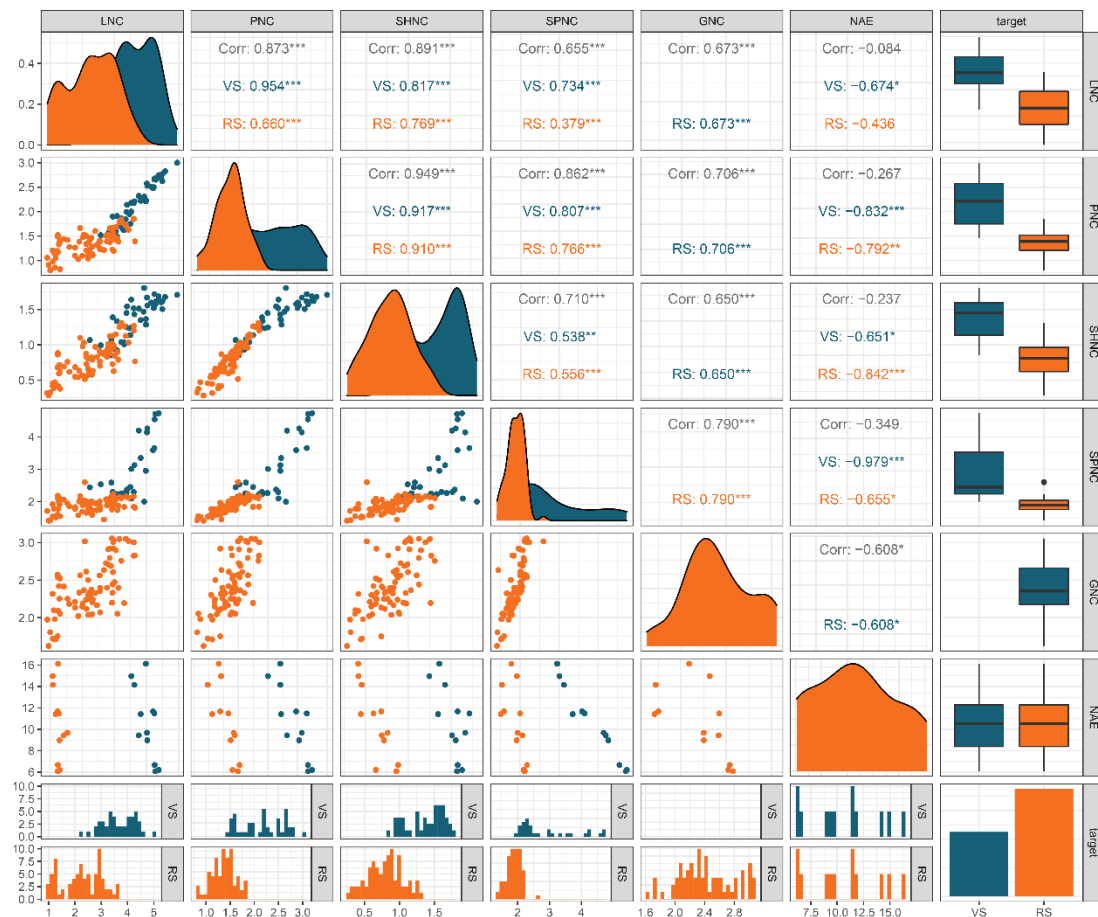 LNC PNC SHNC SPNC GNC NAE target
0.4 Corr: 0.873*** Corr: 0.891*** Corr: 0.655*** Corr: 0.673*** Corr: −0.084 LNC
0.2 VS: 0.954*** VS: 0.817*** VS: 0.734*** VS: −0.674*
0.0 RS: 0.660*** RS: 0.769*** RS: 0.379*** RS: 0.673*** RS: −0.436
3.0 Corr: 0.949*** Corr: 0.862*** Corr: 0.706*** Corr: −0.267 PNC
2.5
2.0 VS: 0.917*** VS: 0.807*** VS: −0.832***
1.5 RS: 0.910*** RS: 0.766*** RS: 0.706*** RS: −0.792**
1.0
1.5 Corr: 0.710*** Corr: 0.650*** Corr: −0.237 SHNC
1.0 VS: 0.538** VS: −0.651*
0.5 RS: 0.556*** RS: 0.650*** RS: −0.842***
4 Corr: 0.790*** Corr: −0.349. SPNC
3 VS: −0.979***
2 RS: 0.790*** RS: −0.655*
3.0 Corr: −0.608* GNC
2.5
2.0 RS: −0.608*
16 NAE
14
12
10
8
6
10.0 VS VS VS VS VS VS target
7.5
5.0
2.5
0.0
10.0 RS RS RS RS RS RS
7.5
5.0
2.5
0.0
1 2 3 4 5 1.0 1.5 2.0 2.5 3.0 0.5 1.0 1.5 2 3 4 1.6 2.0 2.4 2.8 7.5 10.0 12.5 15.0 VS RS